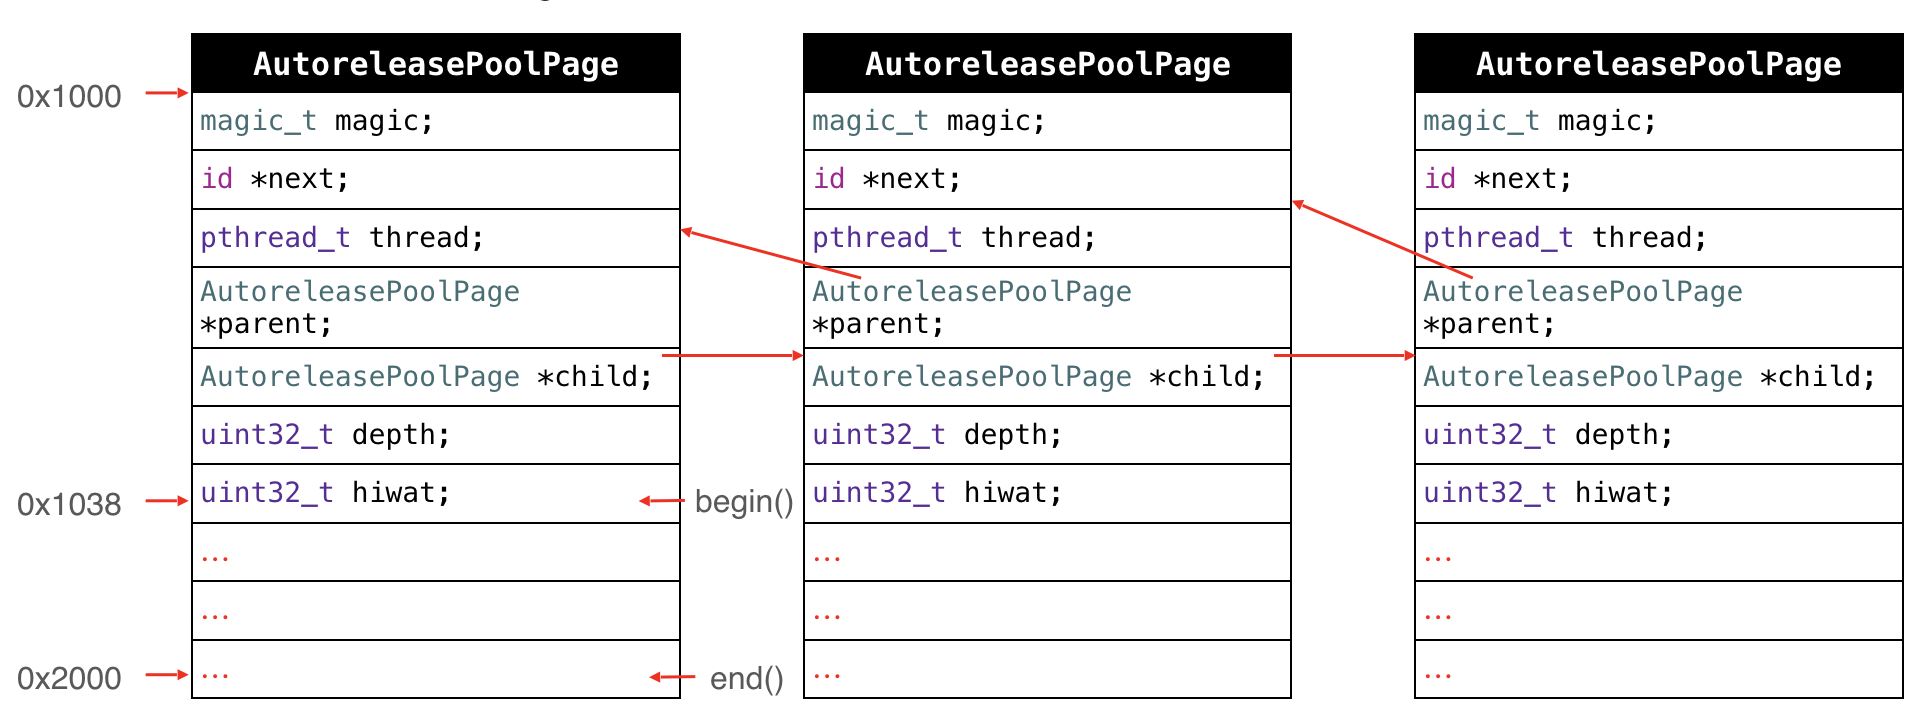 AutoreleasePoolPage
0x1000
magic_t magic;
id *next;
pthread_t thread;
AutoreleasePoolPage
*parent;
AutoreleasePoolPage *child;
uint32_t depth;
0x1038
uint32_t hiwat;
begin()
...
...
0x2000
...
end()
AutoreleasePoolPage
magic_t magic;
id *next;
pthread_t thread;
AutoreleasePoolPage
*parent;
AutoreleasePoolPage *child;
uint32_t depth;
uint32_t hiwat;
...
...
...
AutoreleasePoolPage
magic_t magic;
id *next;
pthread_t thread;
AutoreleasePoolPage
*parent;
AutoreleasePoolPage *child;
uint32_t depth;
uint32_t hiwat;
...
...
...